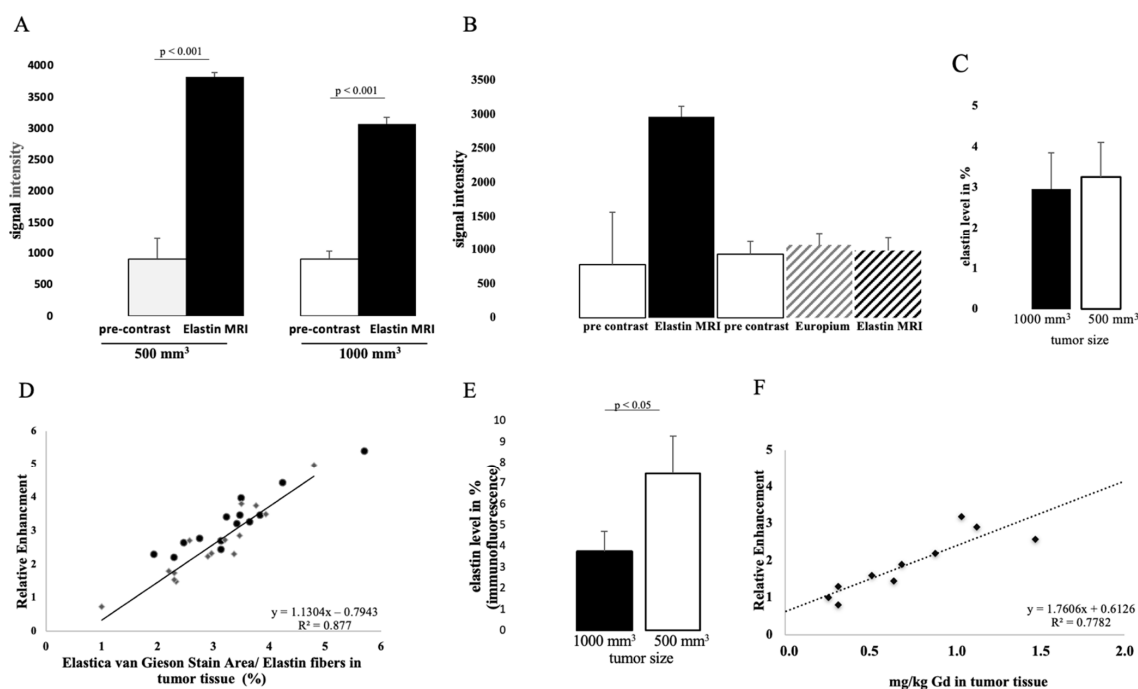 A
p < 0.001
p < 0.001
signal intensity
4000
3500
3000
2500
2000
1500
1000
500
0
pre-contrast Elastin MRI
pre-contrast Elastin MRI
500 mm³
1000 mm³
B
signal intensity
3500
3000
2500
2000
1500
1000
500
0
pre contrast Elastin MRI pre contrast Europium Elastin MRI
C
elastin level in %
5
4
3
2
1
0
1000 mm³ 500 mm³
tumor size
D
Relative Enhancment
6
5
4
3
2
1
0
y = 1.1304x – 0.7943
R² = 0.877
1 2 3 4 5 6
Elastica van Gieson Stain Area/ Elastin fibers in
tumor tissue (%)
E
p < 0.05
elastin level in %
(immunofluorescence)
10
9
8
7
6
5
4
3
2
1
0
1000 mm³ 500 mm³
tumor size
F
Relative Enhancement
5
4
3
2
1
0
y = 1.7606x + 0.6126
R² = 0.7782
0.0 0.5 1.0 1.5 2.0
mg/kg Gd in tumor tissue